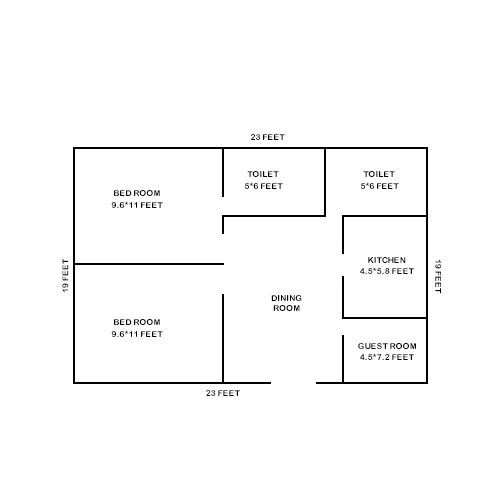 23 FEET
TOILET
5*6 FEET
TOILET
5*6 FEET
BED ROOM
9.6*11 FEET
KITCHEN
4.5*5.8 FEET
19 FEET
19 FEET
DINING
ROOM
BED ROOM
9.6*11 FEET
GUEST ROOM
4.5*7.2 FEET
23 FEET